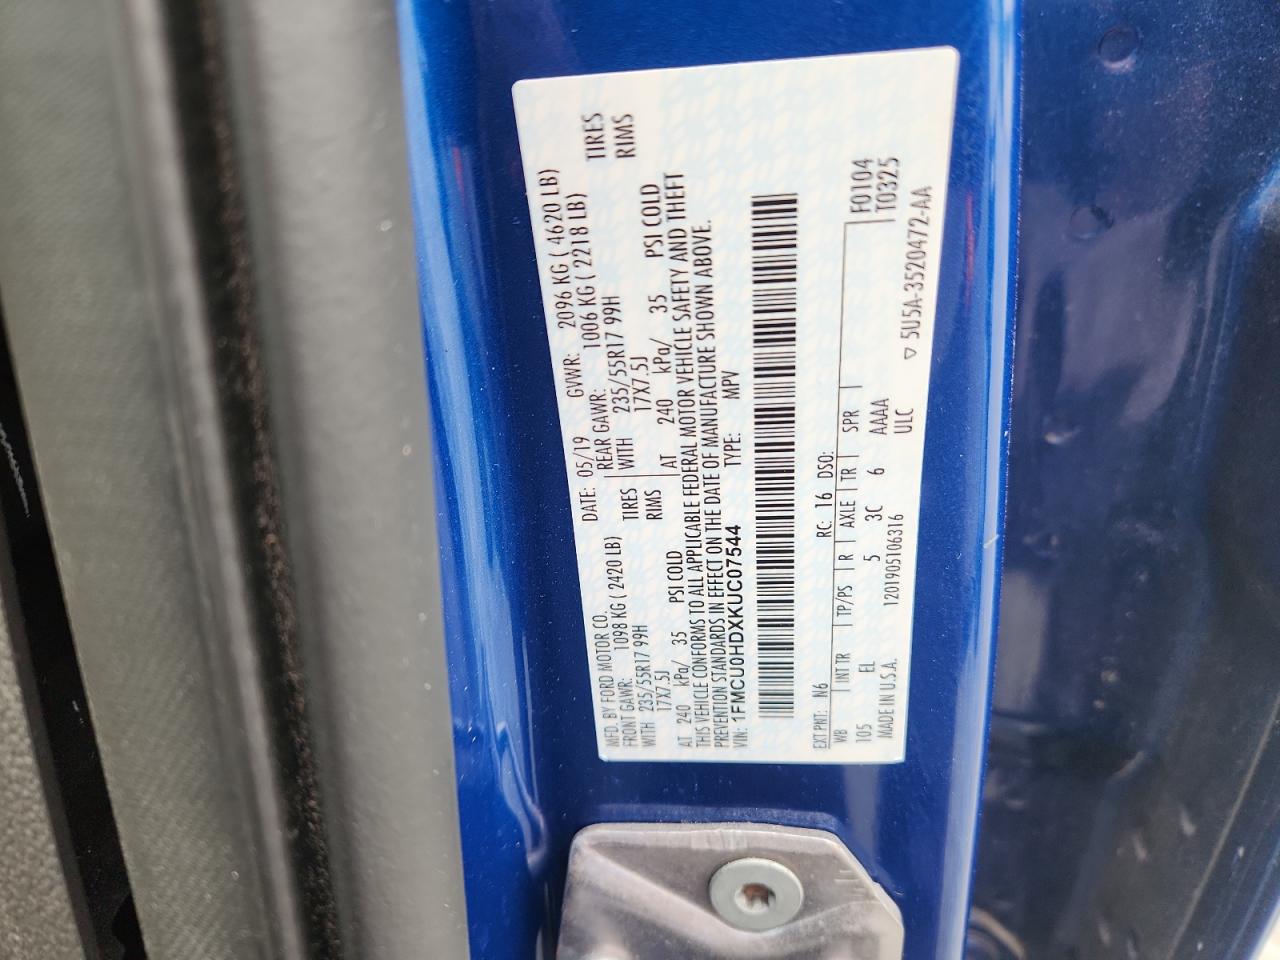 MFD. BY FORD MOTOR CO. DATE: 05/19 GVWR: 2096 KG ( 4620 LB)
FRONT GAWR: 1098 KG ( 2420 LB) REAR GAWR: 1006 KG ( 2218 LB)
WITH 235/55R17 99H TIRES WITH 235/55R17 99H TIRES
17X7.5J RIMS 17X7.5J RIMS
AT 240 kPa/ 35 PSI COLD AT 240 kPa/ 35 PSI COLD
THIS VEHICLE CONFORMS TO ALL APPLICABLE FEDERAL MOTOR VEHICLE SAFETY AND THEFT
PREVENTION STANDARDS IN EFFECT ON THE DATE OF MANUFACTURE SHOWN ABOVE.
VIN: 1FMCU0HDXKUC07544 TYPE: MPV
EXT PNT: N6 RC: 16 DSO: F0104
WB INT TR TP/PS R AXLE TR SPR T0325
105 EL 5 3C 6 AAAA
MADE IN U.S.A. 1201905106316 ULC ▽ 5U5A-3520472-AA